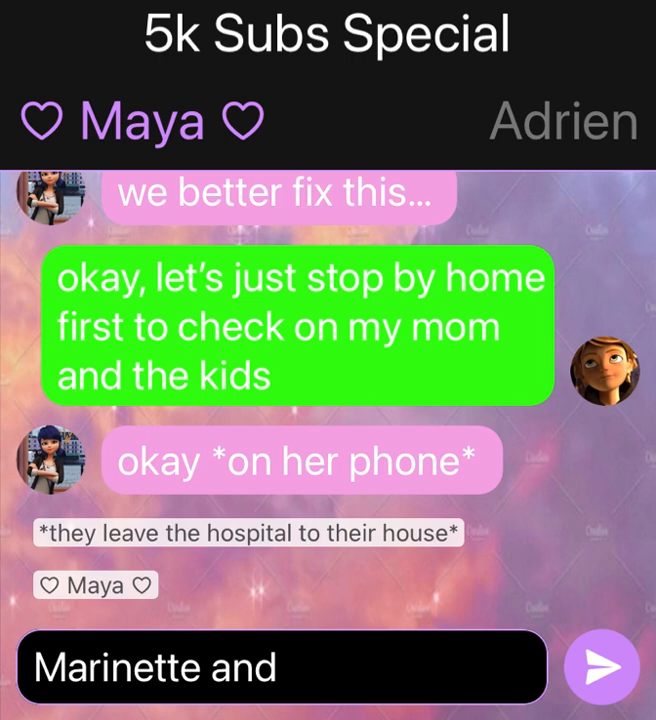 5k Subs Special
♡ Maya ♡
Adrien
we better fix this...
okay, let’s just stop by home
first to check on my mom
and the kids
okay *on her phone*
*they leave the hospital to their house*
♡ Maya ♡
Marinette and